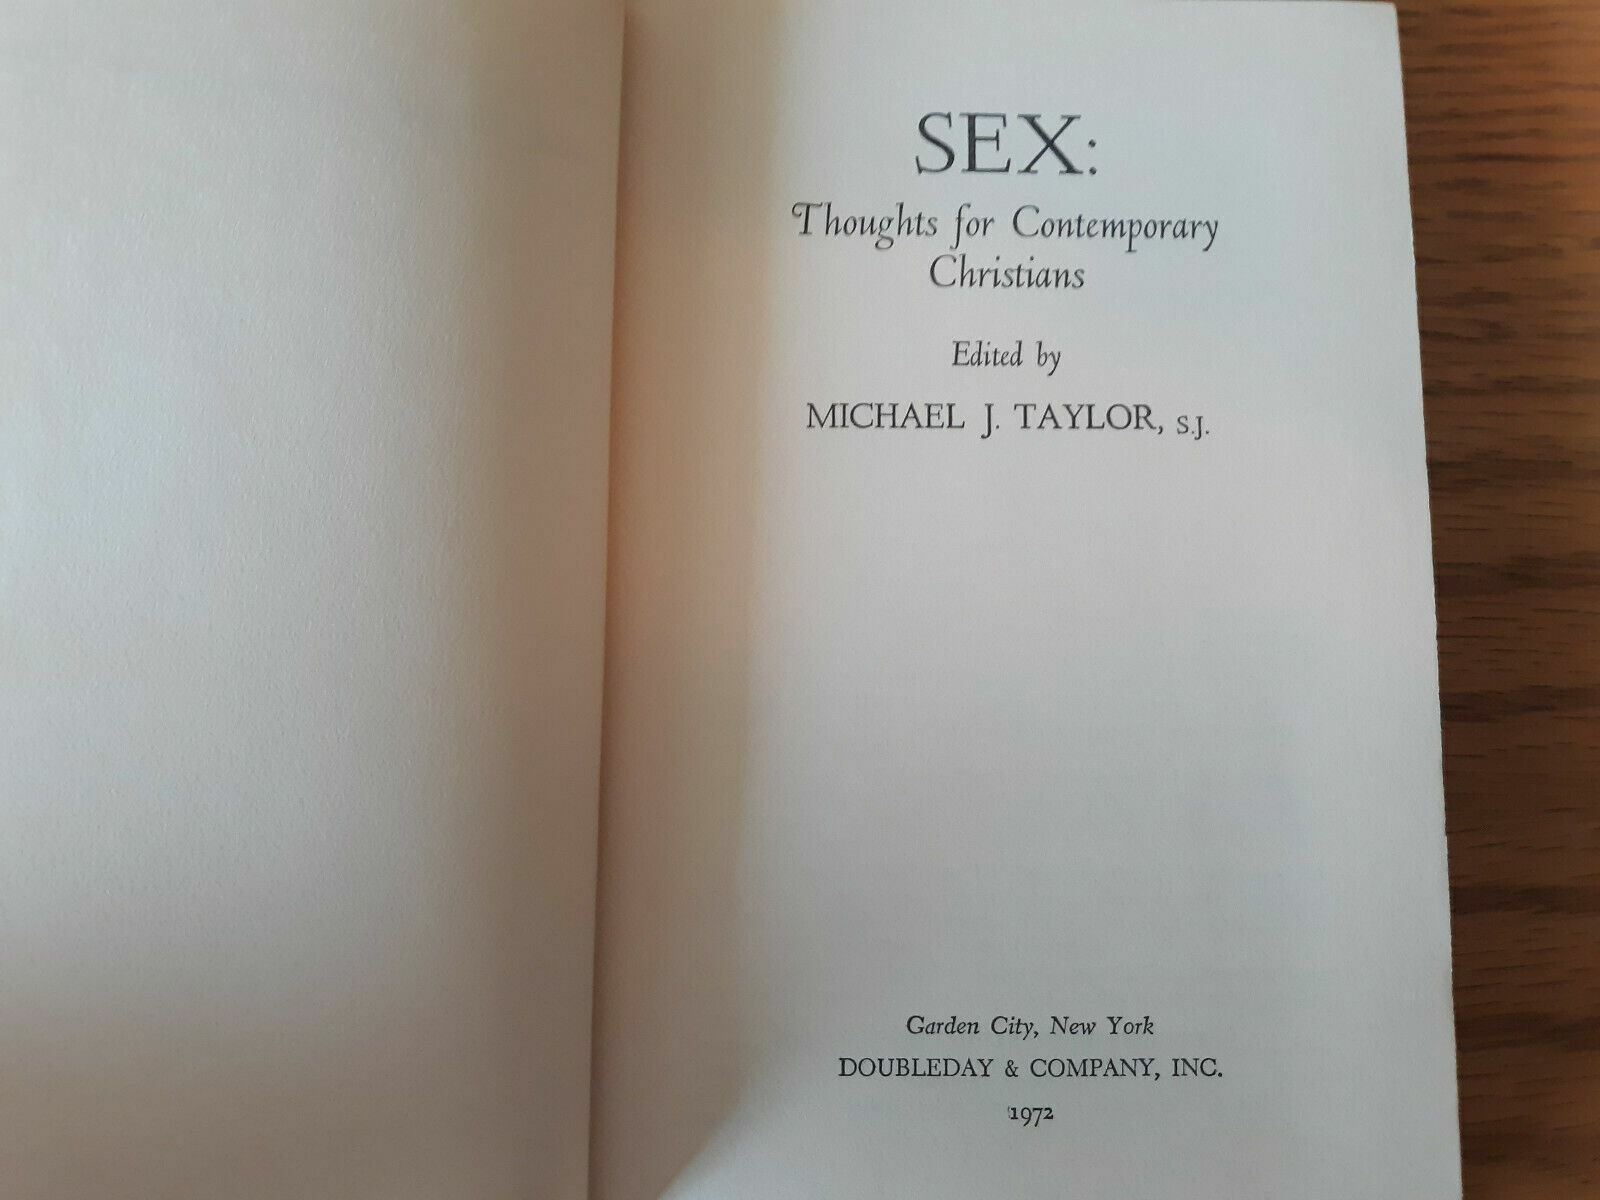 SEX:
Thoughts for Contemporary
Christians
Edited by
MICHAEL J. TAYLOR, S.J.
Garden City, New York
DOUBLEDAY & COMPANY, INC.
1972